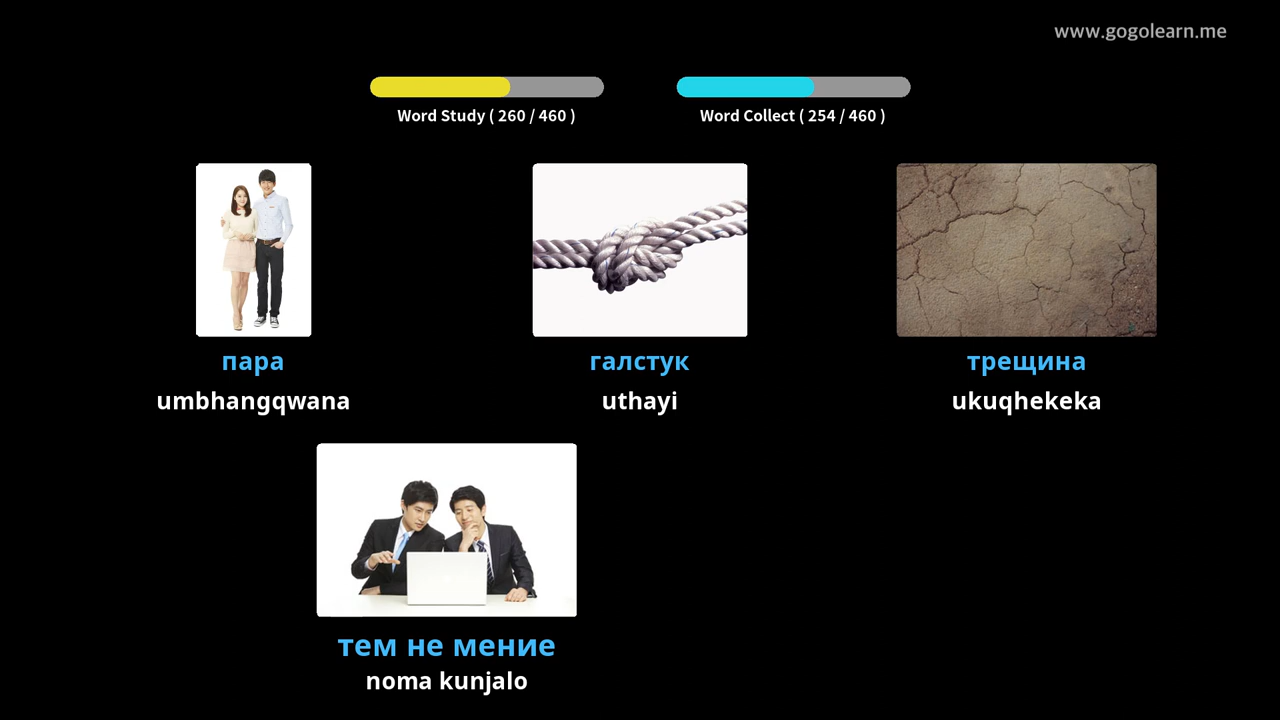 www.gogolearn.me
Word Study ( 260 / 460 )
Word Collect ( 254 / 460 )
пара
umbhangqwana
галстук
uthayi
трещина
ukuqhekeka
тем не мение
noma kunjalo